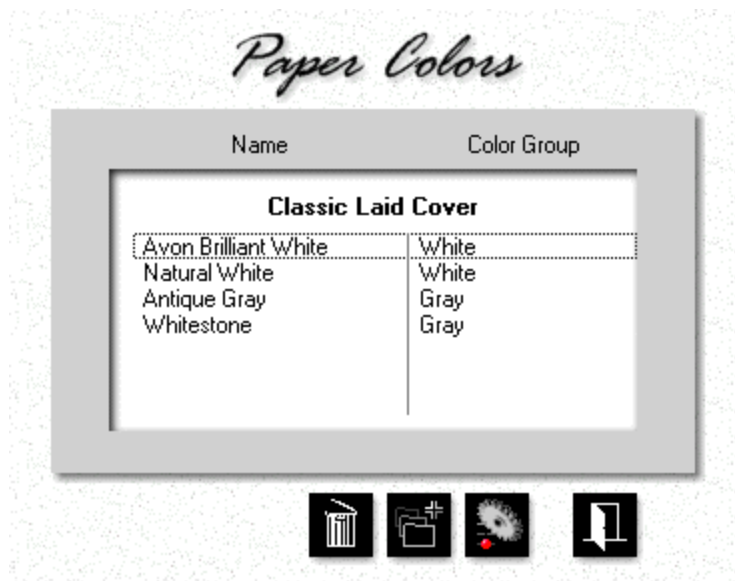 Paper Colors
Name Color Group
Classic Laid Cover
Avon Brilliant White White
Natural White White
Antique Gray Gray
Whitestone Gray